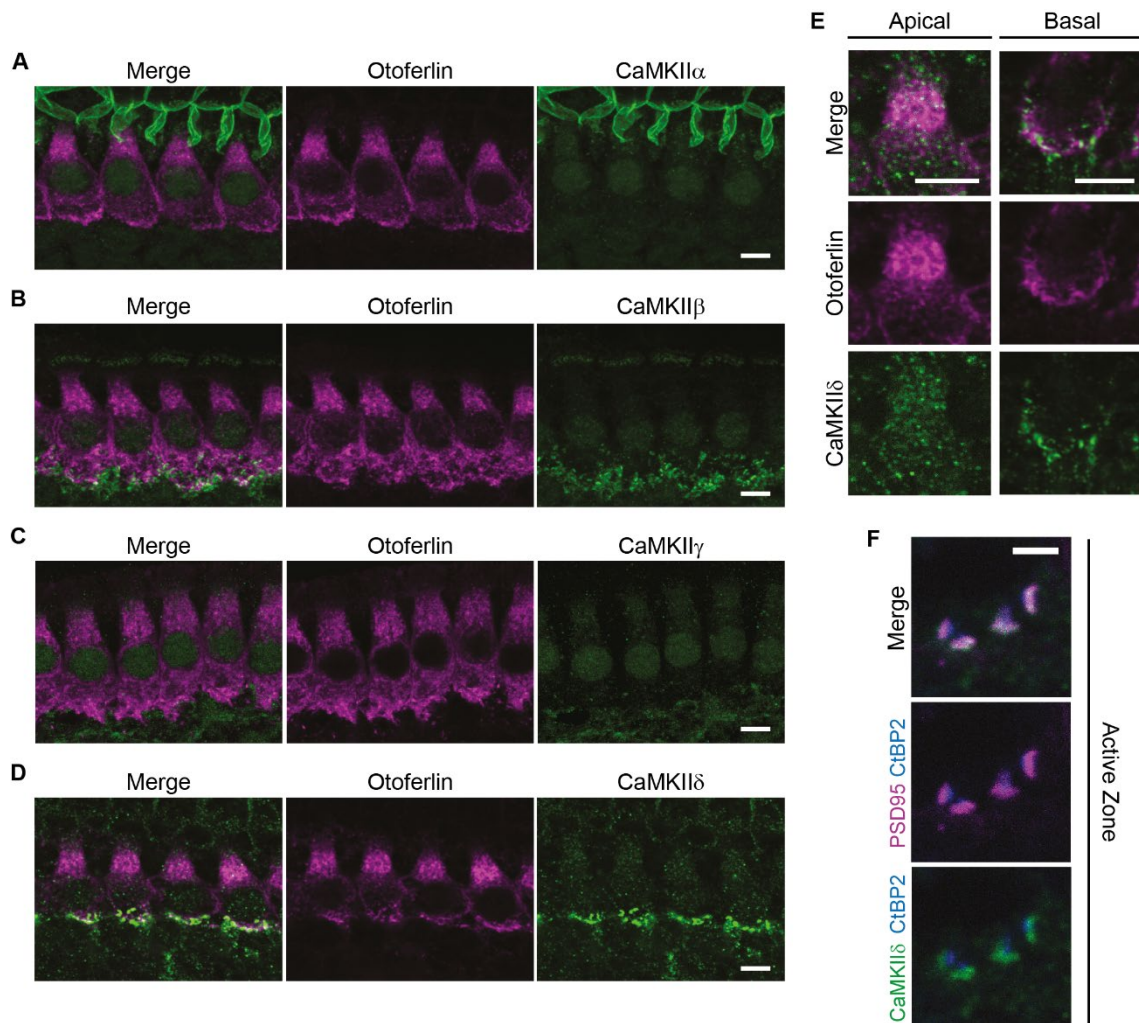 A
Merge Otoferlin CaMKIIα
B
Merge Otoferlin CaMKIIβ
C
Merge Otoferlin CaMKIIγ
D
Merge Otoferlin CaMKIIδ
E
Apical Basal
Merge
Otoferlin
CaMKIIδ
F
Merge
PSD95 CtBP2
CaMKIIδ CtBP2
Active Zone